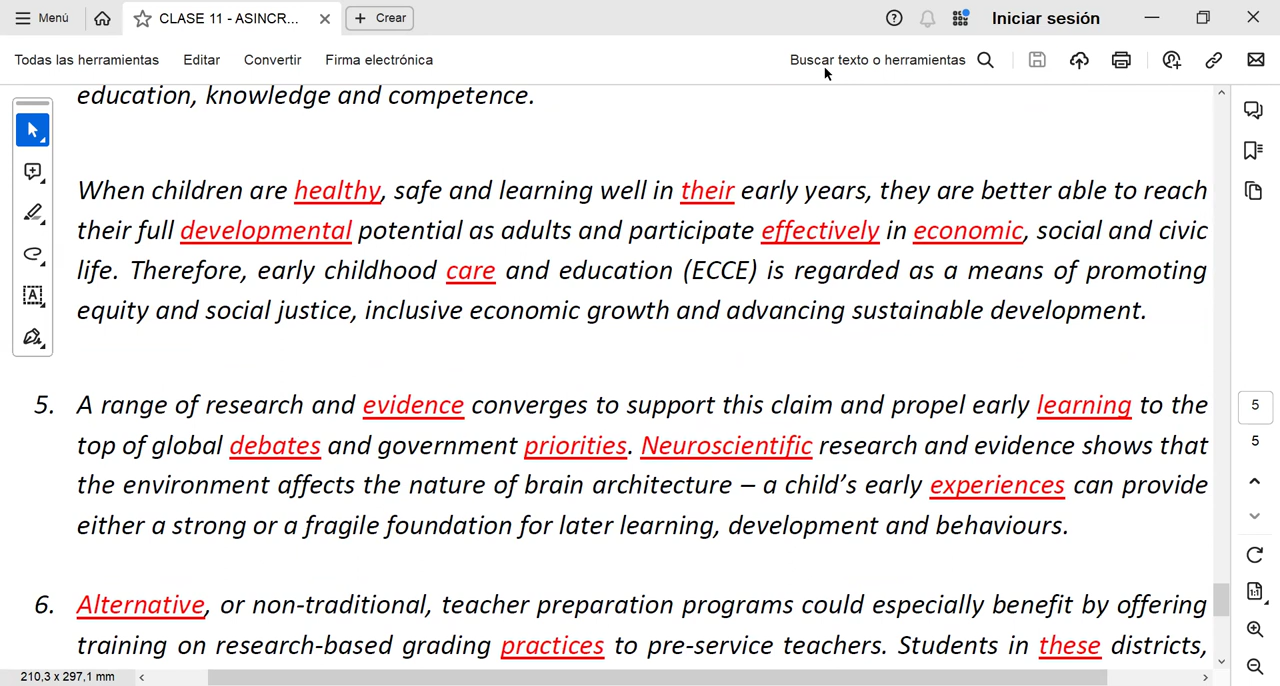 Menú
CLASE 11 - ASINCR...
Crear
Iniciar sesión
Todas las herramientas
Editar
Convertir
Firma electrónica
Buscar texto o herramientas
education, knowledge and competence.
When children are healthy, safe and learning well in their early years, they are better able to reach
their full developmental potential as adults and participate effectively in economic, social and civic
life. Therefore, early childhood care and education (ECCE) is regarded as a means of promoting
equity and social justice, inclusive economic growth and advancing sustainable development.
5. A range of research and evidence converges to support this claim and propel early learning to the
top of global debates and government priorities. Neuroscientific research and evidence shows that
the environment affects the nature of brain architecture – a child's early experiences can provide
either a strong or a fragile foundation for later learning, development and behaviours.
6. Alternative, or non-traditional, teacher preparation programs could especially benefit by offering
training on research-based grading practices to pre-service teachers. Students in these districts,
5
5
1:1
210,3 x 297,1 mm